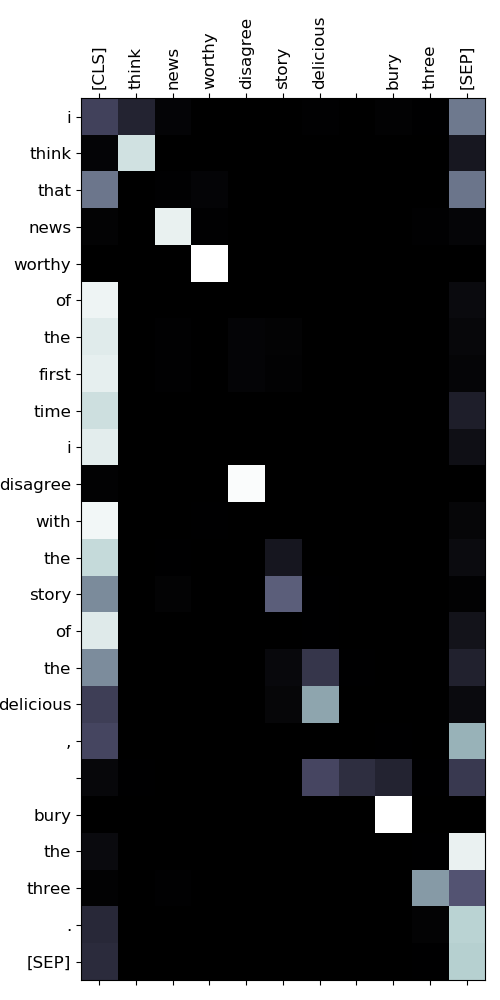 [CLS] think news worthy disagree story delicious bury three [SEP]
i
think
that
news
worthy
of
the
first
time
i
disagree
with
the
story
of
the
delicious
,
bury
the
three
.
[SEP]